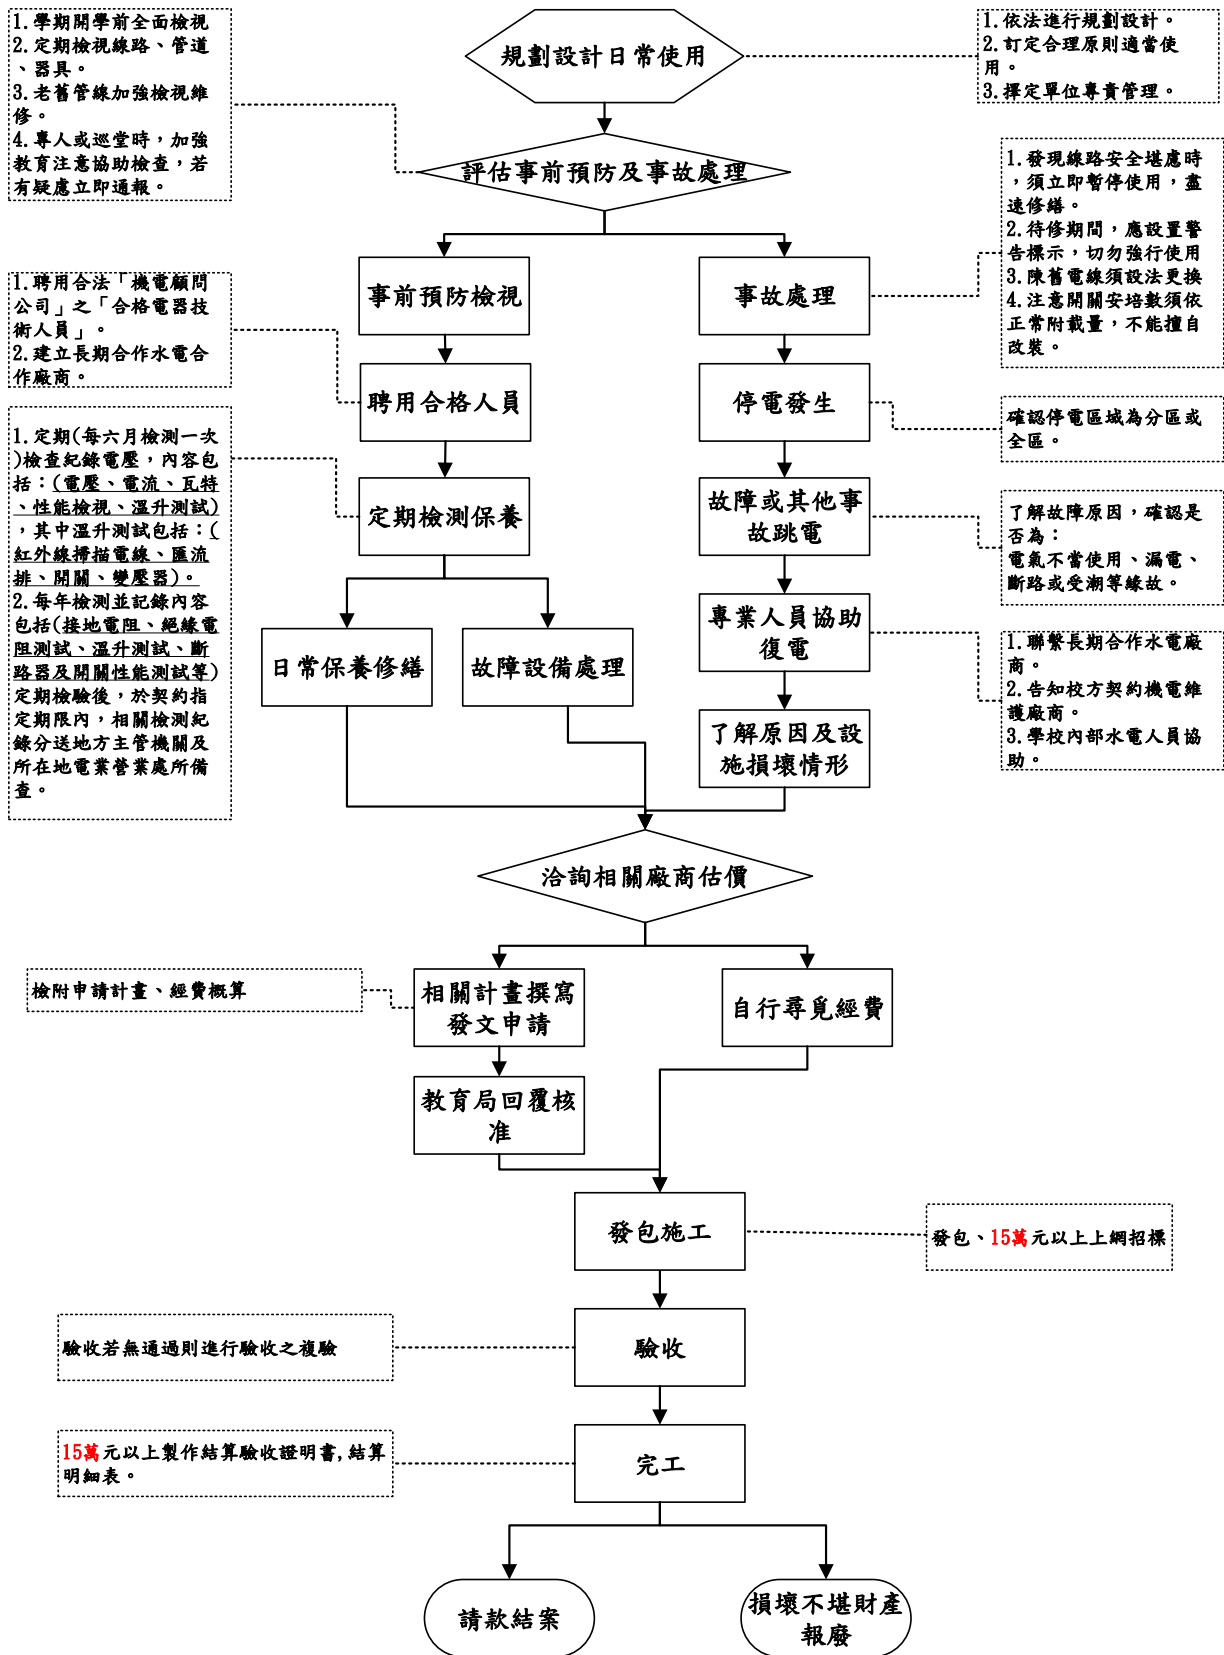 1.學期開學前全面檢視
2.定期檢視線路、管道
、器具。
3.老舊管線加強檢視維
修。
4.專人或巡堂時，加強
教育注意協助檢查，若
有疑慮立即通報。
規劃設計日常使用
1.依法進行規劃設計。
2.訂定合理原則適當使
用。
3.擇定單位專責管理。
評估事前預防及事故處理
1.發現線路安全堪慮時
，須立即暫停使用，盡
速修繕。
2.待修期間，應設置警
告標示，切勿強行使用
3.陳舊電線須設法更換
4.注意開關安培數須依
正常附載量，不能擅自
改裝。
事前預防檢視
事故處理
1.聘用合法「機電顧問
公司」之「合格電器技
術人員」。
2.建立長期合作水電合
作廠商。
聘用合格人員
停電發生
確認停電區域為分區或
全區。
1.定期(每六月檢測一次
)檢查紀錄電壓，內容包
括：(電壓、電流、瓦特
、性能檢視、溫升測試)
，其中溫升測試包括：(
紅外線掃描電線、匯流
排、開關、變壓器)。
2.每年檢測並記錄內容
包括(接地電阻、絕緣電
阻測試、溫升測試、斷
路器及開關性能測試等)
定期檢驗後，於契約指
定期限內，相關檢測紀
錄分送地方主管機關及
所在地電業營業處所備
查。
定期檢測保養
故障或其他事
故跳電
了解故障原因，確認是
否為：
電氣不當使用、漏電、
斷路或受潮等緣故。
日常保養修繕
故障設備處理
專業人員協助
復電
1.聯繫長期合作水電廠
商。
2.告知校方契約機電維
護廠商。
3.學校內部水電人員協
助。
了解原因及設
施損壞情形
洽詢相關廠商估價
檢附申請計畫、經費概算
相關計畫撰寫
發文申請
自行尋覓經費
教育局回覆核
准
發包施工
發包、15萬元以上上網招標
驗收若無通過則進行驗收之複驗
驗收
15萬元以上製作結算驗收證明書,結算
明細表。
完工
請款結案
損壞不堪財產
報廢